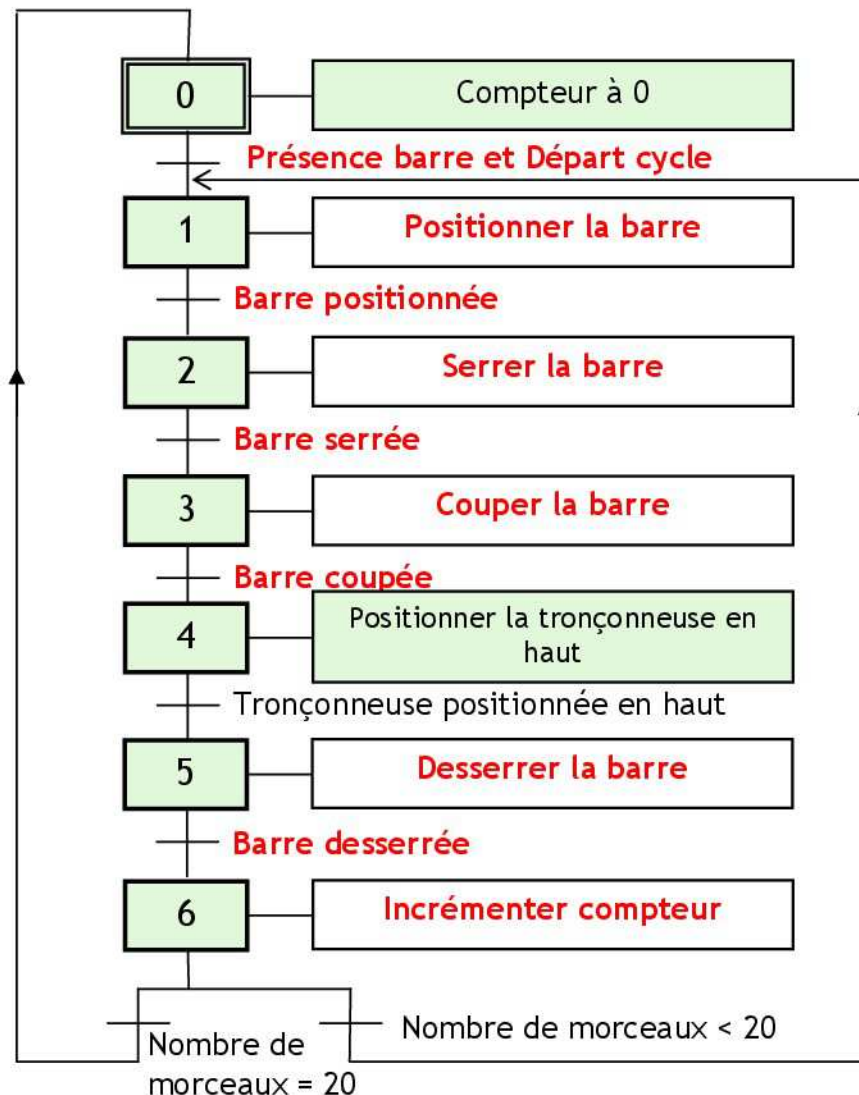 0
Compteur à 0
Présence barre et Départ cycle
1
Positionner la barre
Barre positionnée
2
Serrer la barre
Barre serrée
3
Couper la barre
Barre coupée
4
Positionner la tronçonneuse en
haut
Tronçonneuse positionnée en haut
5
Desserrer la barre
Barre desserrée
6
Incrémenter compteur
Nombre de
morceaux = 20
Nombre de morceaux < 20